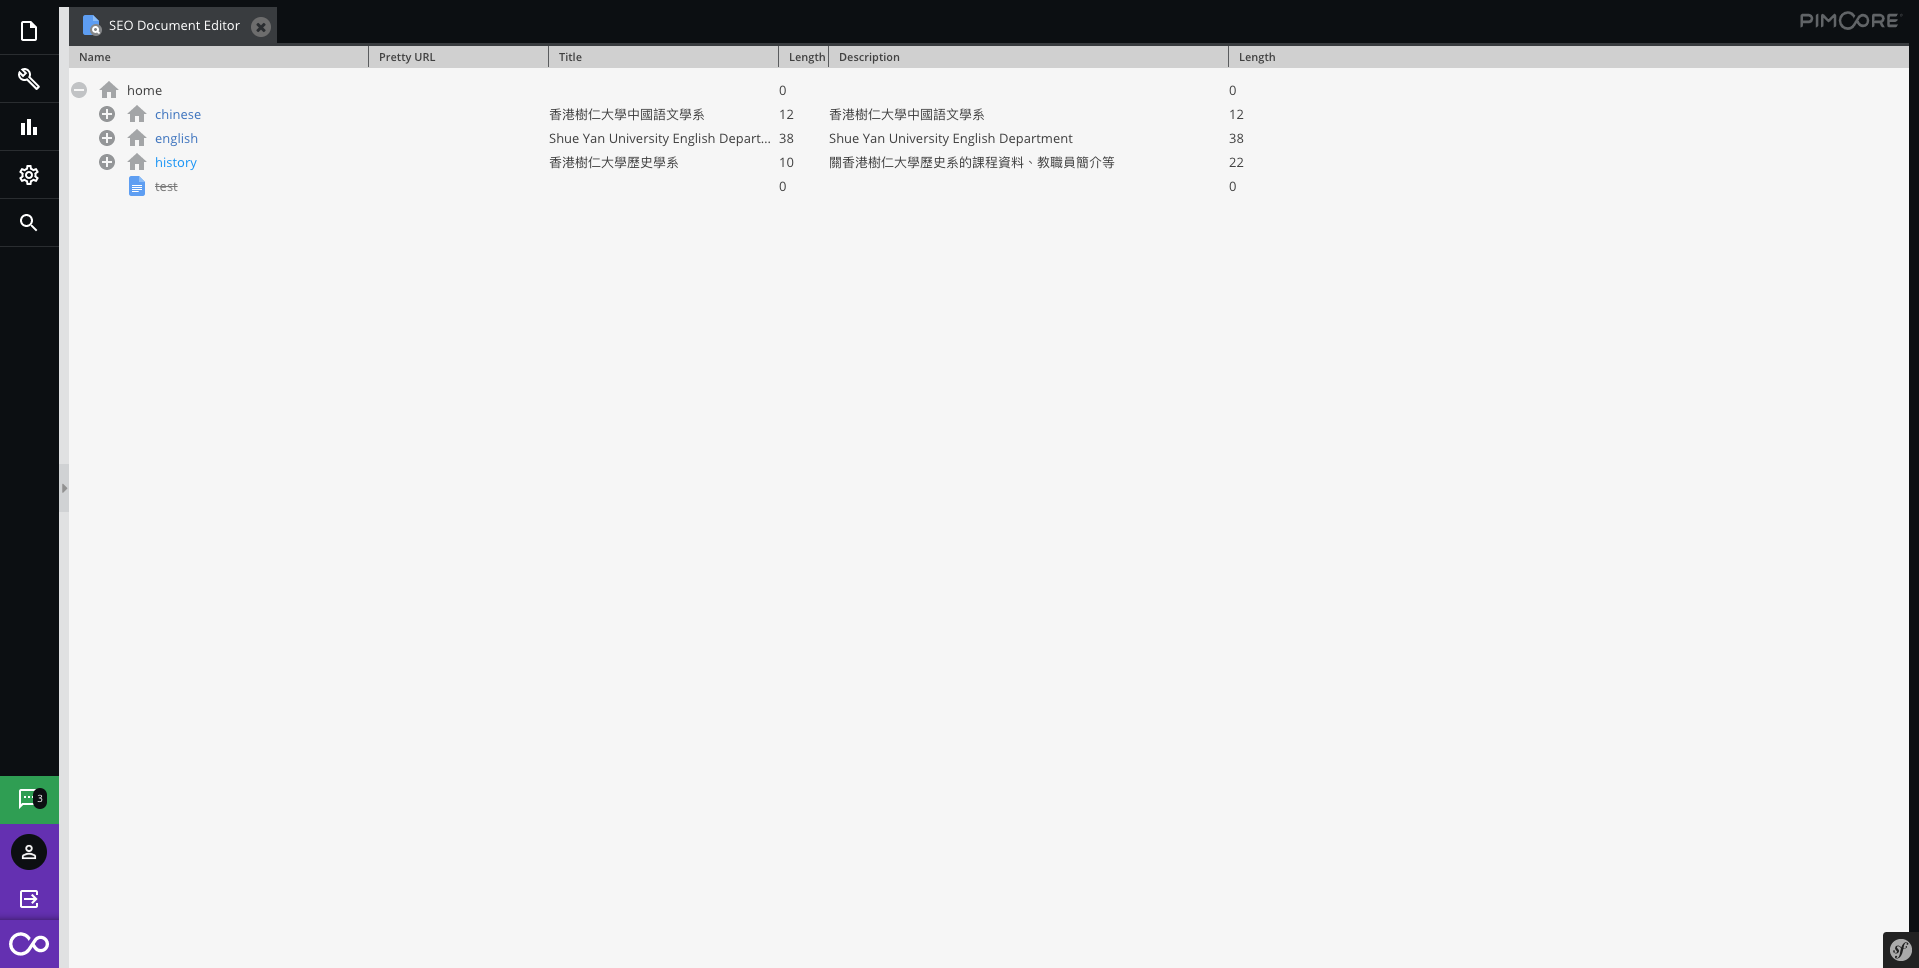 SEO Document Editor
PIMCORE
Name Pretty URL Title Length Description Length
home 0 0
chinese 香港樹仁大學中國語文學系 12 香港樹仁大學中國語文學系 12
english Shue Yan University English Depart... 38 Shue Yan University English Department 38
history 香港樹仁大學歷史學系 10 關香港樹仁大學歷史系的課程資料、教職員簡介等 22
test 0 0
3
sf